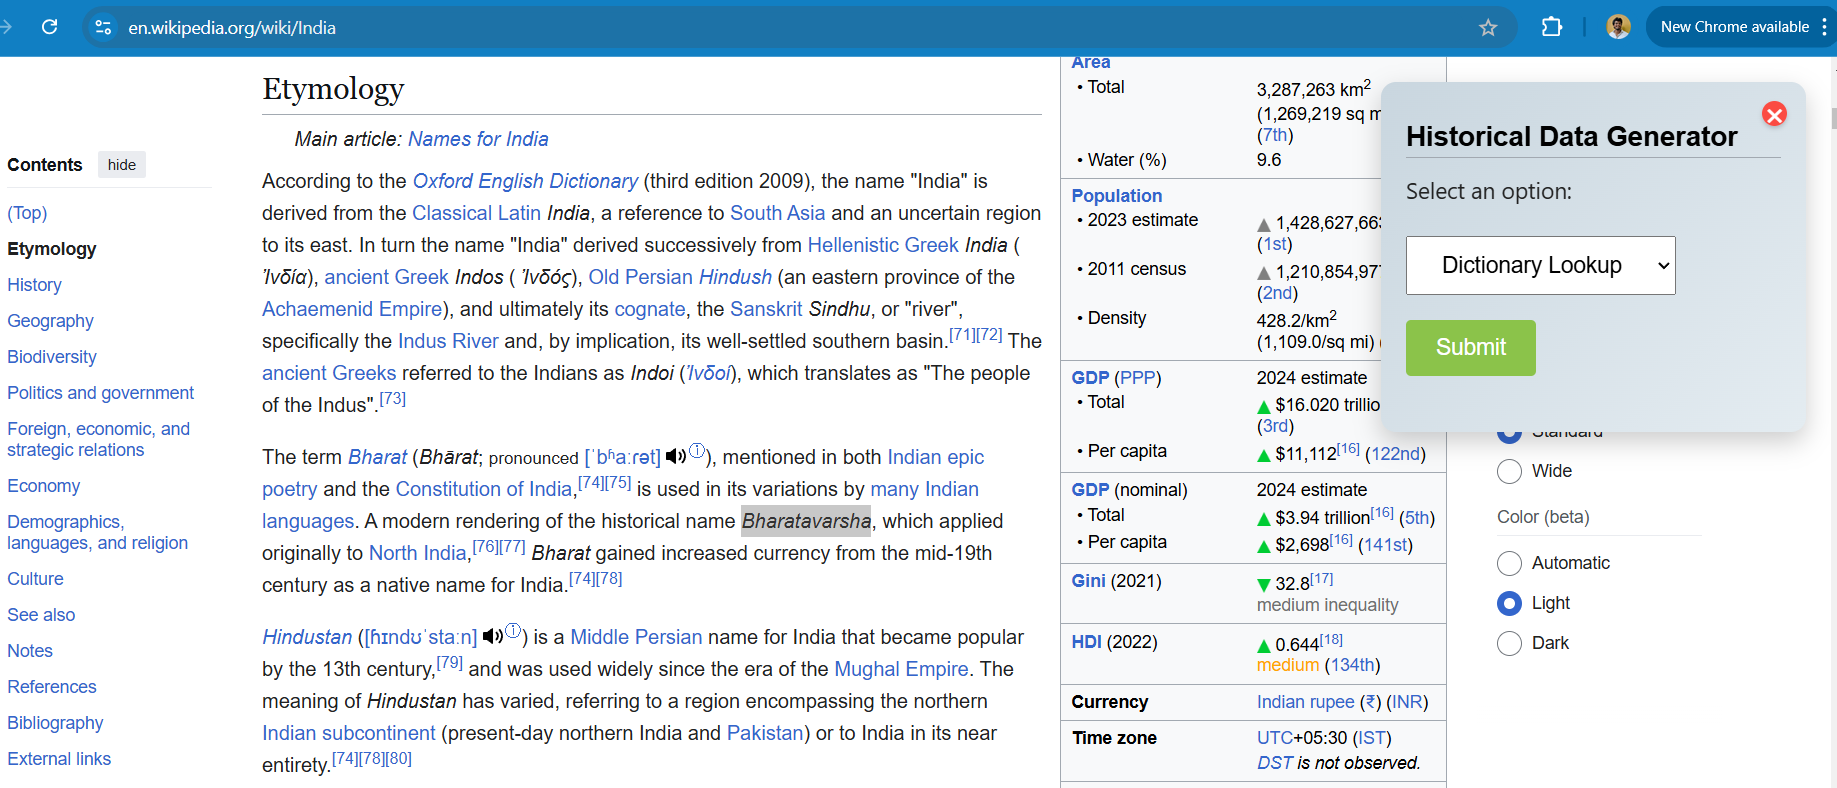 en.wikipedia.org/wiki/India
New Chrome available
Contents
hide
(Top)
Etymology
History
Geography
Biodiversity
Politics and government
Foreign, economic, and
strategic relations
Economy
Demographics,
languages, and religion
Culture
See also
Notes
References
Bibliography
External links
Etymology
Main article: Names for India
According to the Oxford English Dictionary (third edition 2009), the name "India" is
derived from the Classical Latin India, a reference to South Asia and an uncertain region
to its east. In turn the name "India" derived successively from Hellenistic Greek India (
Ἰνδία), ancient Greek Indos ( Ἰνδός), Old Persian Hindush (an eastern province of the
Achaemenid Empire), and ultimately its cognate, the Sanskrit Sindhu, or "river",
specifically the Indus River and, by implication, its well-settled southern basin.[71][72] The
ancient Greeks referred to the Indians as Indoi (Ἰνδοί), which translates as "The people
of the Indus".[73]
The term Bharat (Bhārat; pronounced [ˈbʱaːɾət] ⓘ), mentioned in both Indian epic
poetry and the Constitution of India,[74][75] is used in its variations by many Indian
languages. A modern rendering of the historical name Bharatavarsha, which applied
originally to North India,[76][77] Bharat gained increased currency from the mid-19th
century as a native name for India.[74][78]
Hindustan ([ɦɪndʊˈstaːn] ⓘ) is a Middle Persian name for India that became popular
by the 13th century,[79] and was used widely since the era of the Mughal Empire. The
meaning of Hindustan has varied, referring to a region encompassing the northern
Indian subcontinent (present-day northern India and Pakistan) or to India in its near
entirety.[74][78][80]
Area
• Total 3,287,263 km2
(1,269,219 sq m
(7th)
• Water (%) 9.6
Population
• 2023 estimate ▲ 1,428,627,66
(1st)
• 2011 census ▲ 1,210,854,97
(2nd)
• Density 428.2/km2
(1,109.0/sq mi)
GDP (PPP) 2024 estimate
• Total ▲ $16.020 trillio
(3rd)
• Per capita ▲ $11,112[16] (122nd)
GDP (nominal) 2024 estimate
• Total ▲ $3.94 trillion[16] (5th)
• Per capita ▲ $2,698[16] (141st)
Gini (2021) ▼ 32.8[17]
medium inequality
HDI (2022) ▲ 0.644[18]
medium (134th)
Currency Indian rupee (₹) (INR)
Time zone UTC+05:30 (IST)
DST is not observed.
Historical Data Generator
Select an option:
Dictionary Lookup
Submit
Standard
Wide
Color (beta)
Automatic
Light
Dark